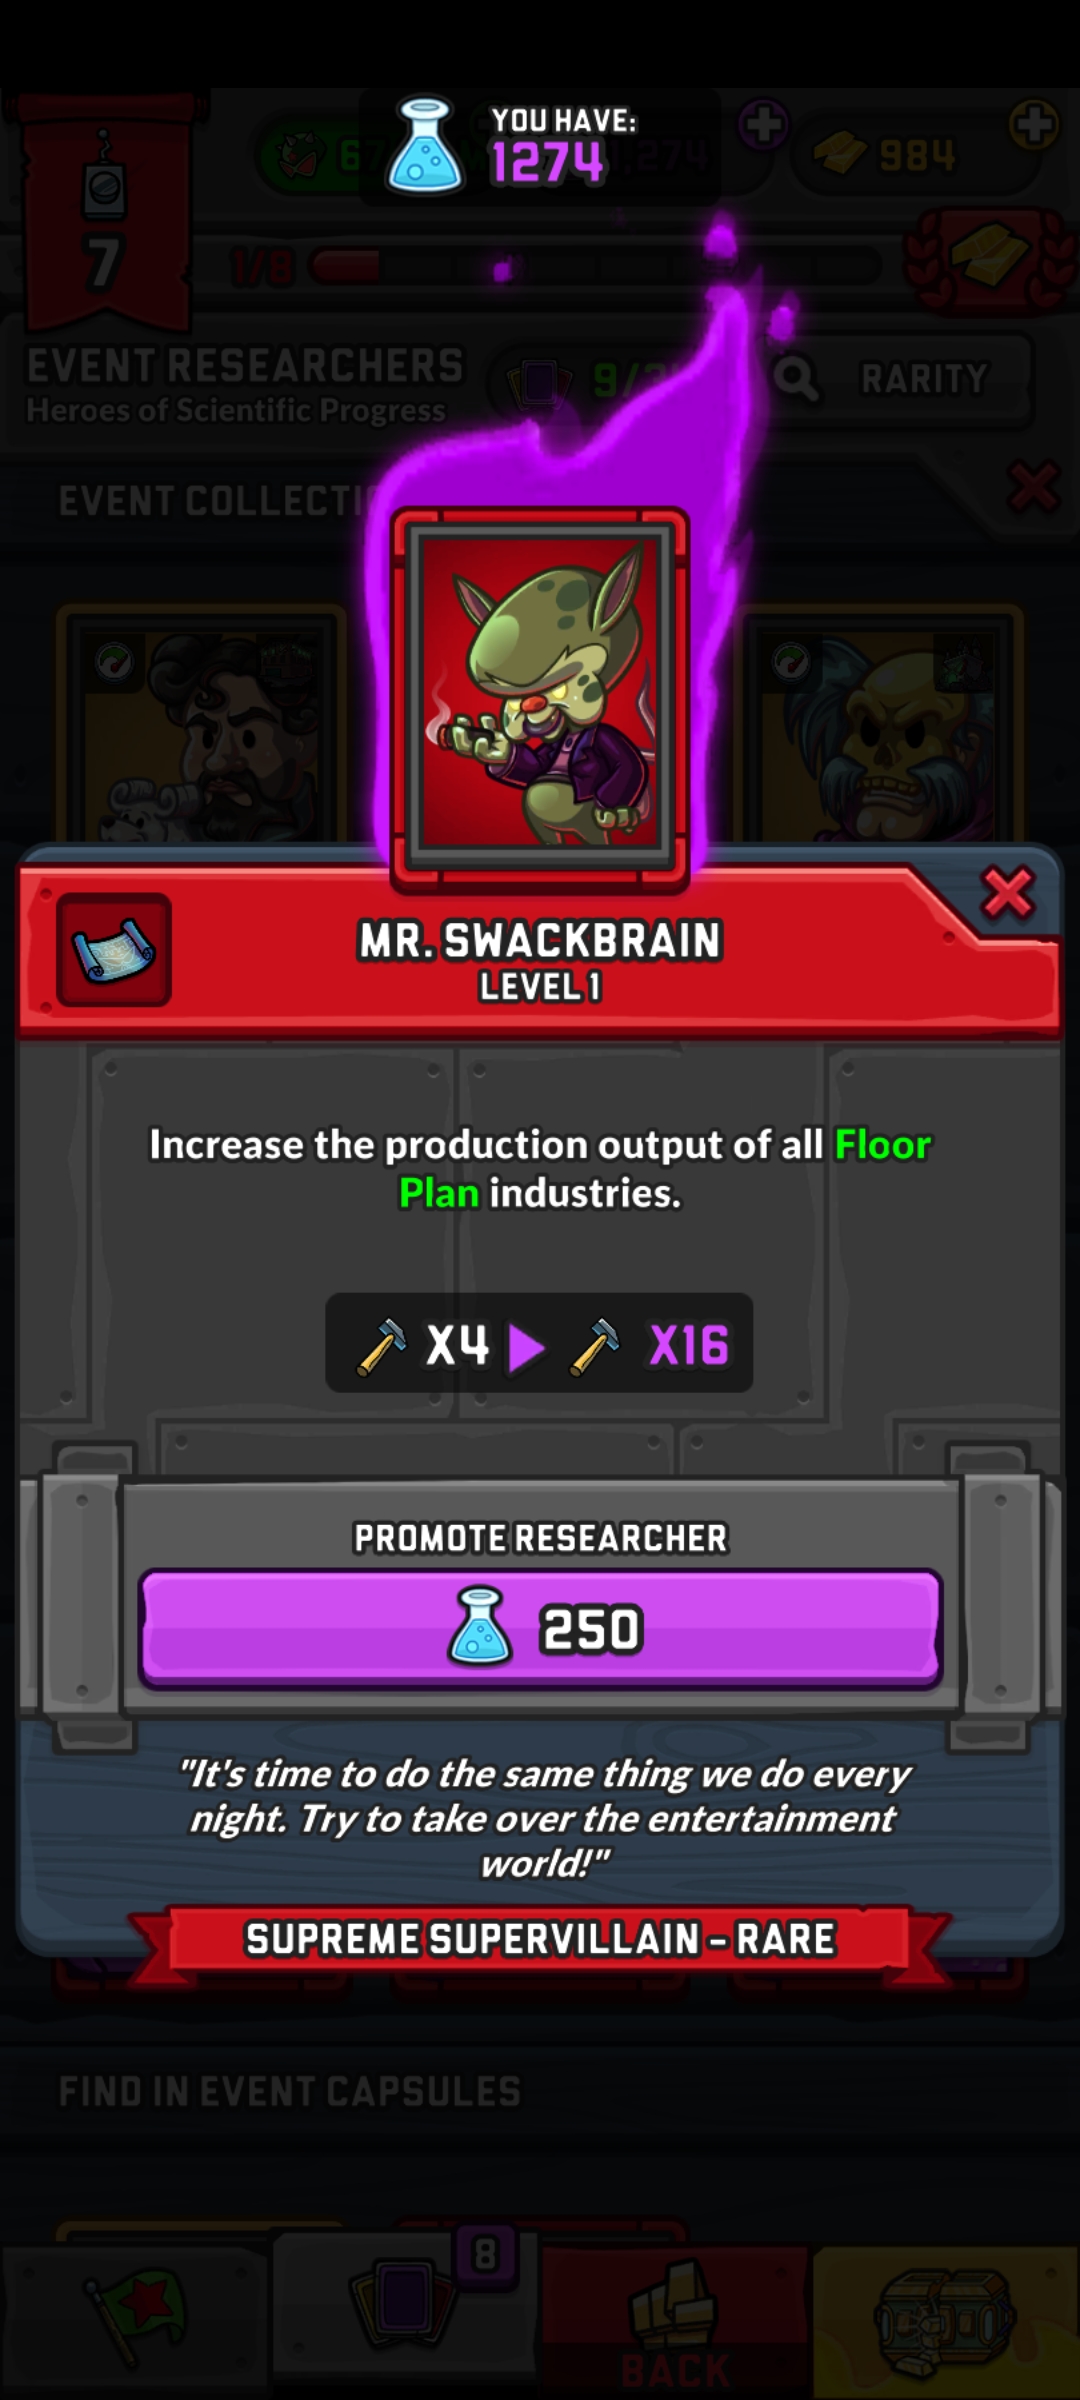 YOU HAVE:
1274
984
7
1/8
EVENT RESEARCHERS
Heroes of Scientific Progress
RARITY
MR. SWACKBRAIN
LEVEL 1
Increase the production output of all Floor
Plan industries.
X4 X16
PROMOTE RESEARCHER
250
"It's time to do the same thing we do every
night. Try to take over the entertainment
world!"
SUPREME SUPERVILLAIN - RARE
FIND IN EVENT CAPSULES
8
BACK